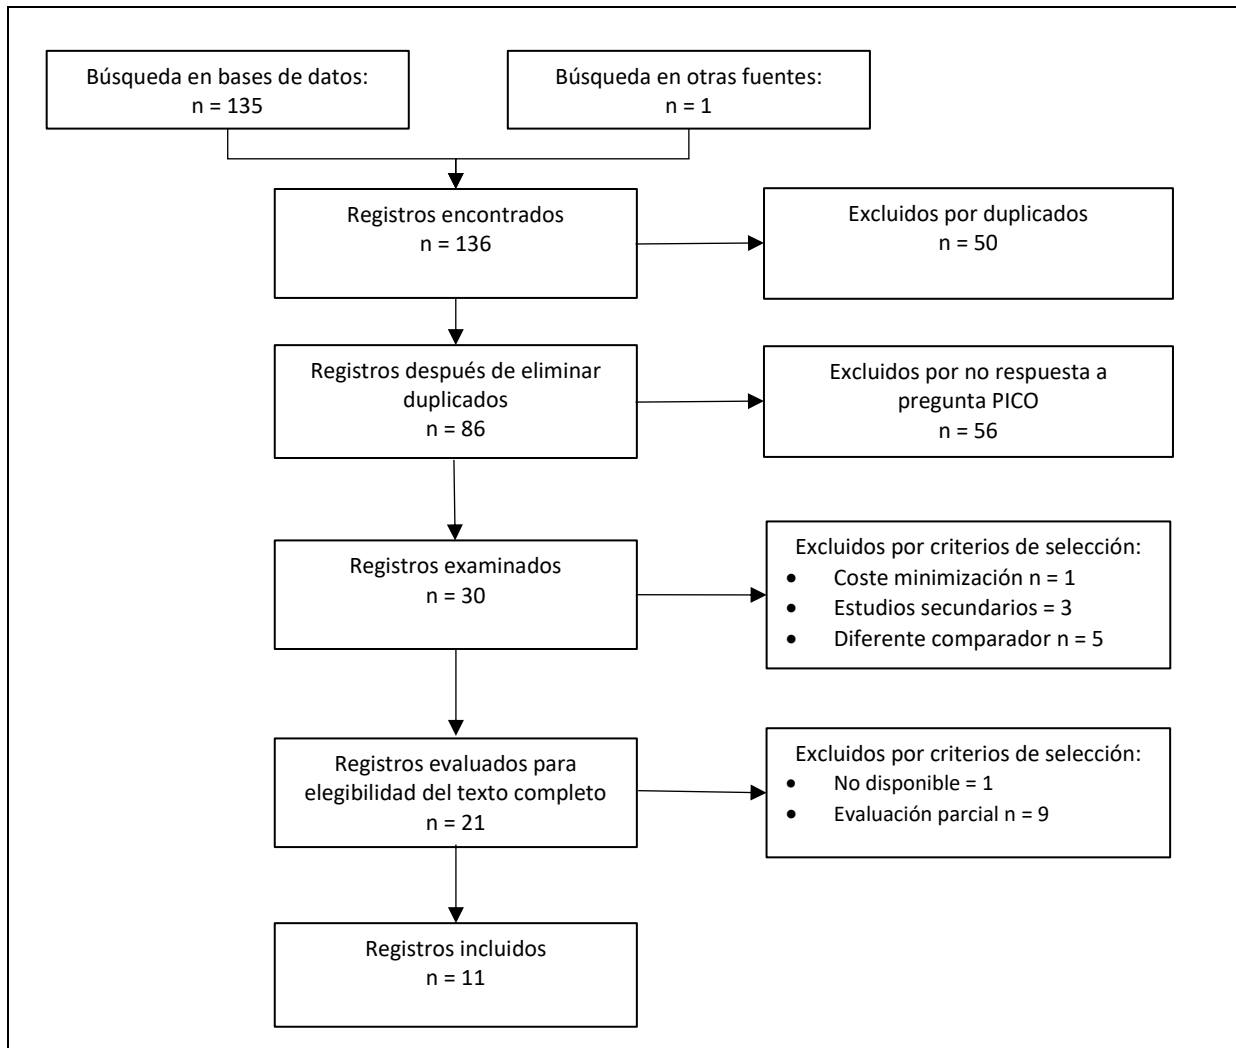 Búsqueda en bases de datos:
n = 135
Búsqueda en otras fuentes:
n = 1
Registros encontrados
n = 136
Excluidos por duplicados
n = 50
Registros después de eliminar
duplicados
n = 86
Excluidos por no respuesta a
pregunta PICO
n = 56
Registros examinados
n = 30
Excluidos por criterios de selección:
• Coste minimización n = 1
• Estudios secundarios = 3
• Diferente comparador n = 5
Registros evaluados para
elegibilidad del texto completo
n = 21
Excluidos por criterios de selección:
• No disponible = 1
• Evaluación parcial n = 9
Registros incluidos
n = 11